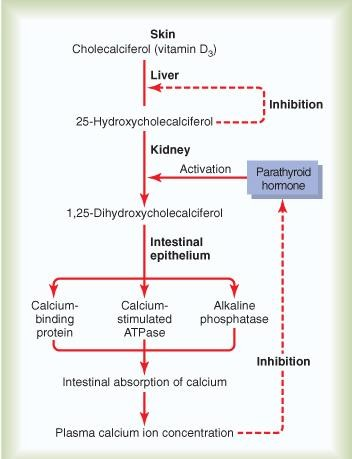 Skin
Cholecalciferol (vitamin D₃)
Liver
Inhibition
25-Hydroxycholecalciferol
Kidney
Activation
Parathyroid
hormone
1,25-Dihydroxycholecalciferol
Intestinal
epithelium
Calcium-
binding
protein
Calcium-
stimulated
ATPase
Alkaline
phosphatase
Inhibition
Intestinal absorption of calcium
Plasma calcium ion concentration